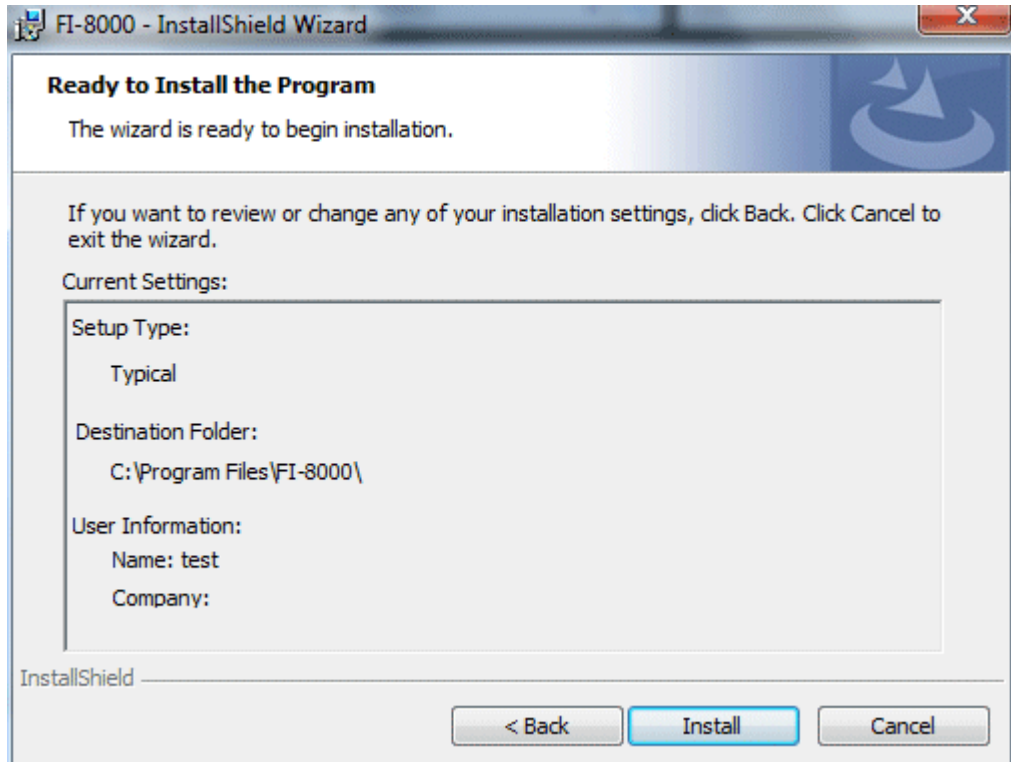 FI-8000 - InstallShield Wizard
Ready to Install the Program
The wizard is ready to begin installation.
If you want to review or change any of your installation settings, click Back. Click Cancel to
exit the wizard.
Current Settings:
Setup Type:
Typical
Destination Folder:
C:\Program Files\FI-8000\
User Information:
Name: test
Company:
InstallShield
< Back
Install
Cancel